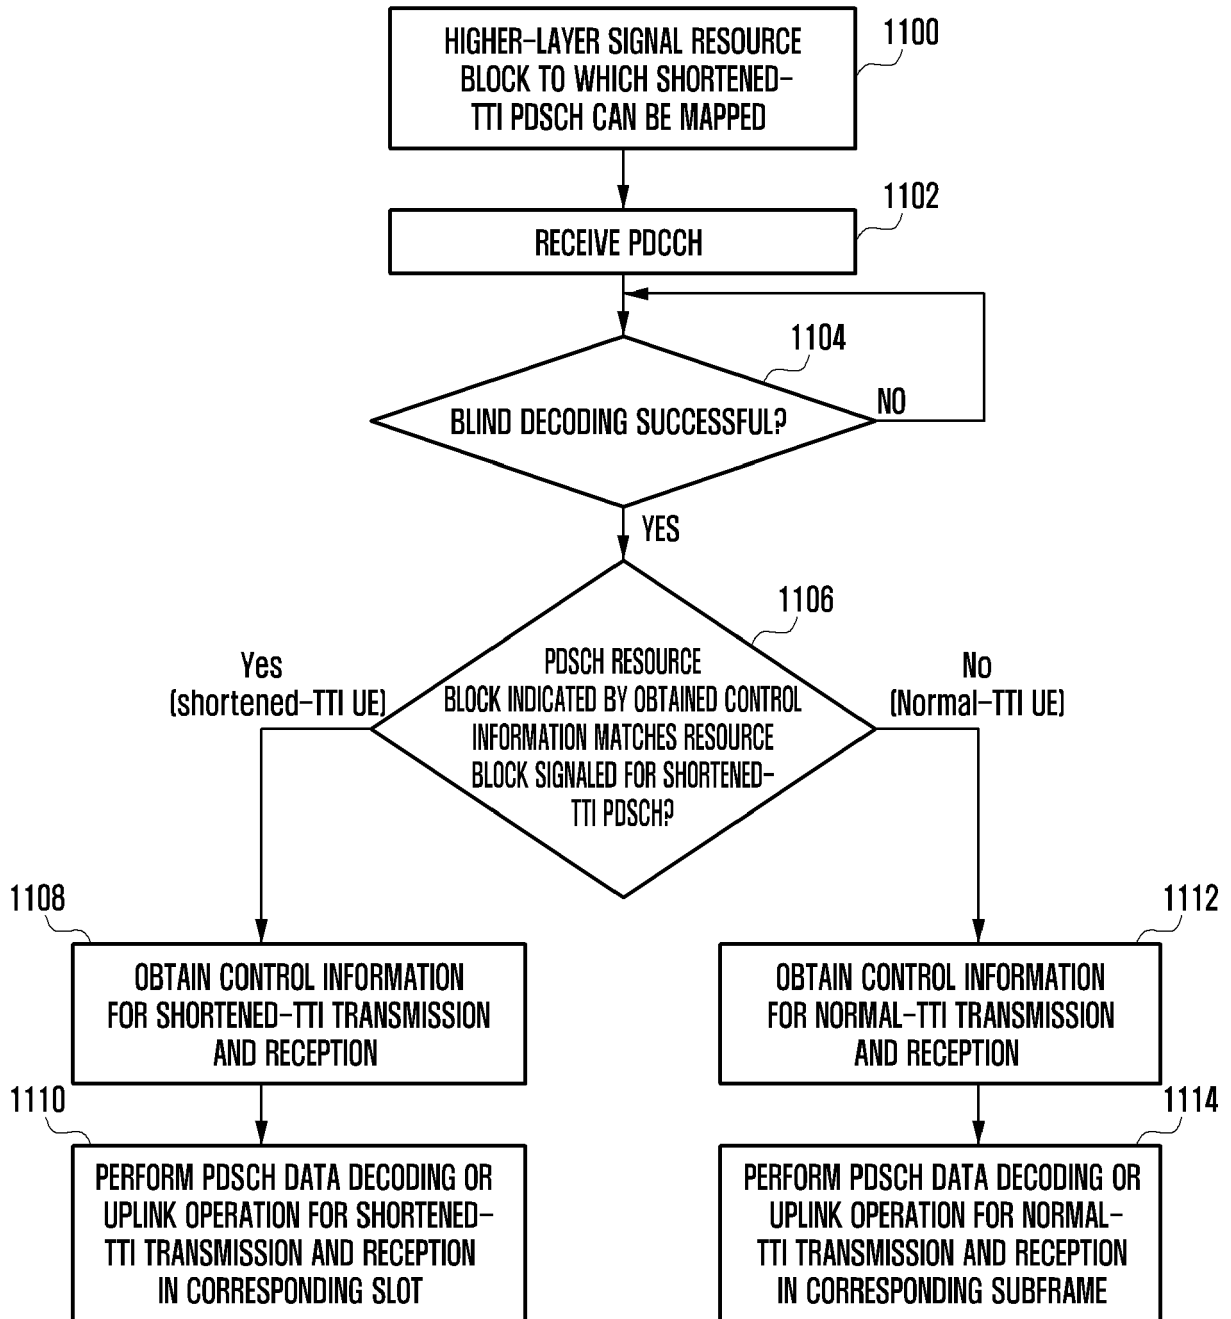 HIGHER-LAYER SIGNAL RESOURCE
BLOCK TO WHICH SHORTENED-
TTI PDSCH CAN BE MAPPED
1100
RECEIVE PDCCH
1102
BLIND DECODING SUCCESSFUL?
1104
NO
YES
PDSCH RESOURCE
BLOCK INDICATED BY OBTAINED CONTROL
INFORMATION MATCHES RESOURCE
BLOCK SIGNALED FOR SHORTENED-
TTI PDSCH?
1106
Yes
(shortened-TTI UE)
No
(Normal-TTI UE)
1108
OBTAIN CONTROL INFORMATION
FOR SHORTENED-TTI TRANSMISSION
AND RECEPTION
1110
PERFORM PDSCH DATA DECODING OR
UPLINK OPERATION FOR SHORTENED-
TTI TRANSMISSION AND RECEPTION
IN CORRESPONDING SLOT
1112
OBTAIN CONTROL INFORMATION
FOR NORMAL-TTI TRANSMISSION
AND RECEPTION
1114
PERFORM PDSCH DATA DECODING OR
UPLINK OPERATION FOR NORMAL-
TTI TRANSMISSION AND RECEPTION
IN CORRESPONDING SUBFRAME